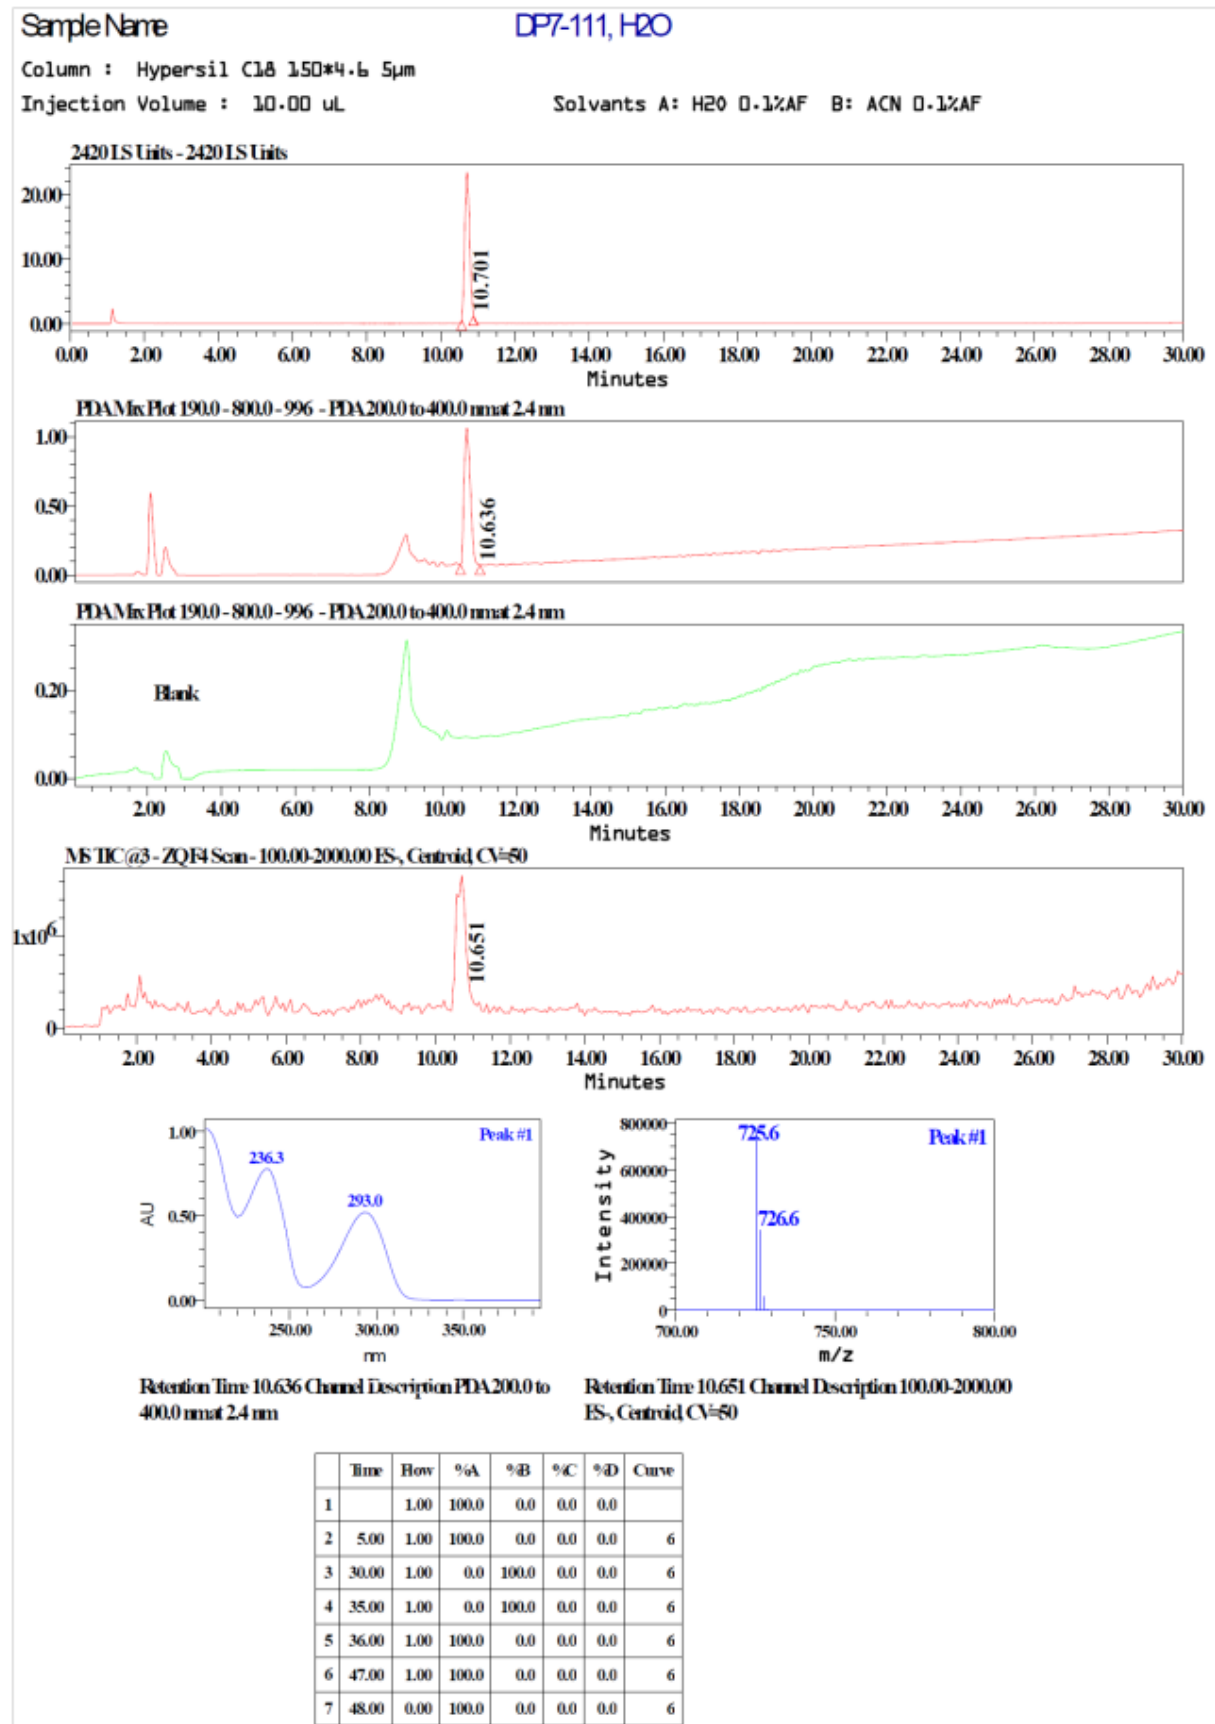 Sample Name DP7-111, H2O
Column : Hypersil C18 150*4.6 5µm
Injection Volume : 10.00 uL Solvants A: H2O 0.1%AF B: ACN 0.1%AF
2420 LS Units - 2420 LS Units
20.00
10.00
0.00
10.701
0.00 2.00 4.00 6.00 8.00 10.00 12.00 14.00 16.00 18.00 20.00 22.00 24.00 26.00 28.00 30.00
Minutes
PDA Max Plot 190.0 - 800.0 - 996 - PDA 200.0 to 400.0 nm at 2.4 nm
1.00
0.50
0.00
10.636
PDA Max Plot 190.0 - 800.0 - 996 - PDA 200.0 to 400.0 nm at 2.4 nm
Blank
0.20
0.00
2.00 4.00 6.00 8.00 10.00 12.00 14.00 16.00 18.00 20.00 22.00 24.00 26.00 28.00 30.00
Minutes
MS TIC @3 - ZQ F4 Scan - 100.00-2000.00 ES-, Centroid, CV=50
1x10^6
0
10.651
2.00 4.00 6.00 8.00 10.00 12.00 14.00 16.00 18.00 20.00 22.00 24.00 26.00 28.00 30.00
Minutes
Peak #1
1.00
0.50
0.00
AU
236.3
293.0
250.00 300.00 350.00
nm
Retention Time 10.636 Channel Description PDA 200.0 to
400.0 nm at 2.4 nm
Peak #1
800000
600000
400000
200000
0
Intensity
725.6
726.6
700.00 750.00 800.00
m/z
Retention Time 10.651 Channel Description 100.00-2000.00
ES-, Centroid, CV=50
Time Flow %A %B %C %D Curve
1 1.00 100.0 0.0 0.0 0.0
2 5.00 1.00 100.0 0.0 0.0 0.0 6
3 30.00 1.00 0.0 100.0 0.0 0.0 6
4 35.00 1.00 0.0 100.0 0.0 0.0 6
5 36.00 1.00 100.0 0.0 0.0 0.0 6
6 47.00 1.00 100.0 0.0 0.0 0.0 6
7 48.00 0.00 100.0 0.0 0.0 0.0 6